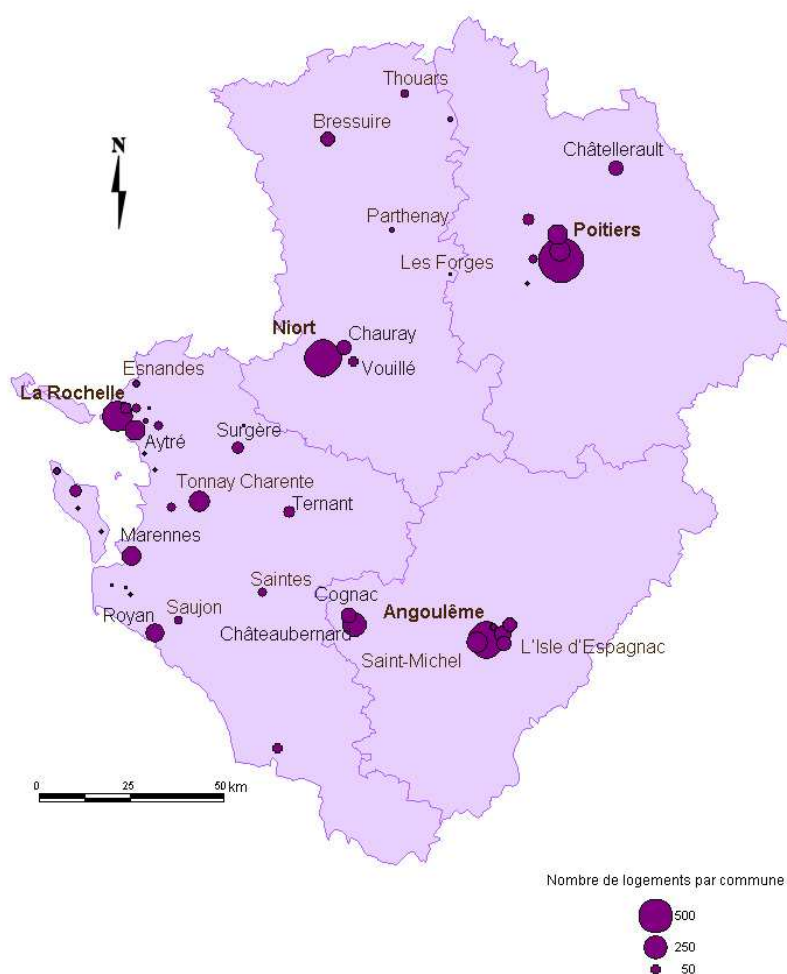 Thouars
Bressuire
N
Châtellerault
Parthenay
Poitiers
Les Forges
Niort
Chauray
Vouillé
Esnandes
La Rochelle
Aytré
Surgère
Tonnay Charente
Ternant
Marennes
Saintes
Cognac
Royan
Saujon
Châteaubernard
Angoulême
Saint-Michel
L'Isle d'Espagnac
0 25 50 km
Nombre de logements par commune
500
250
50